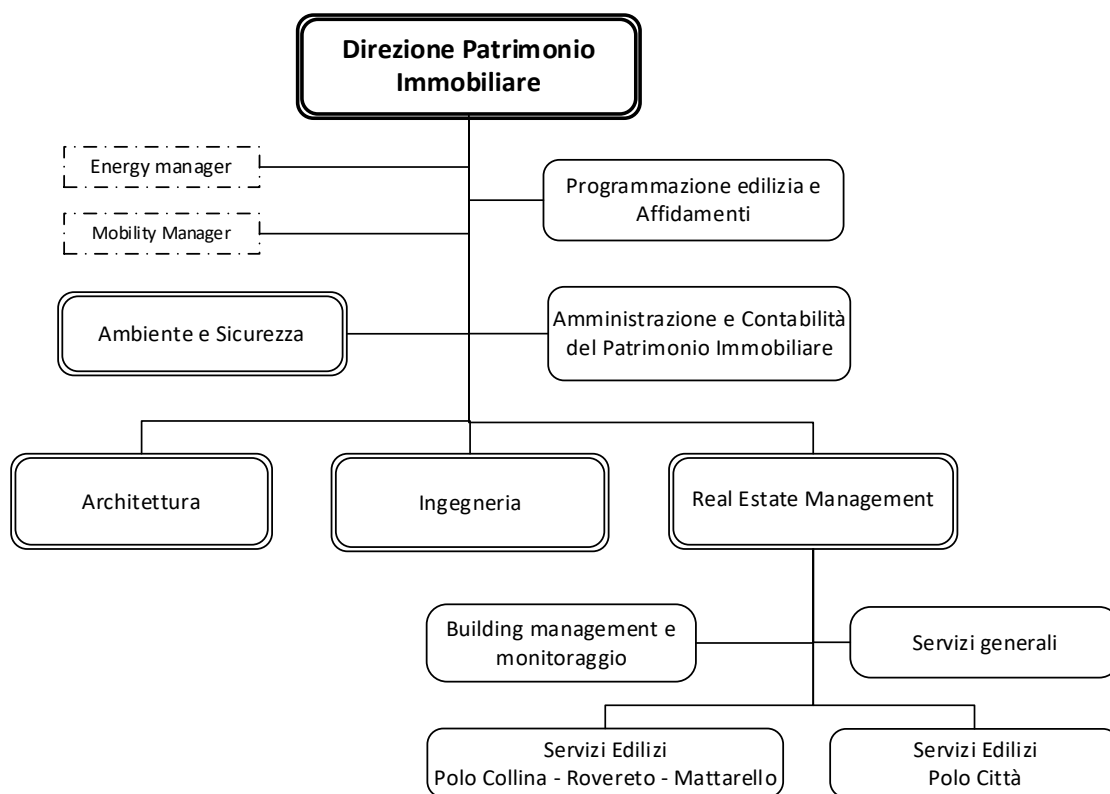 Direzione Patrimonio
Immobiliare
Energy manager
Programmazione edilizia e
Affidamenti
Mobility Manager
Ambiente e Sicurezza
Amministrazione e Contabilità
del Patrimonio Immobiliare
Architettura
Ingegneria
Real Estate Management
Building management e
monitoraggio
Servizi generali
Servizi Edilizi
Polo Collina - Rovereto - Mattarello
Servizi Edilizi
Polo Città